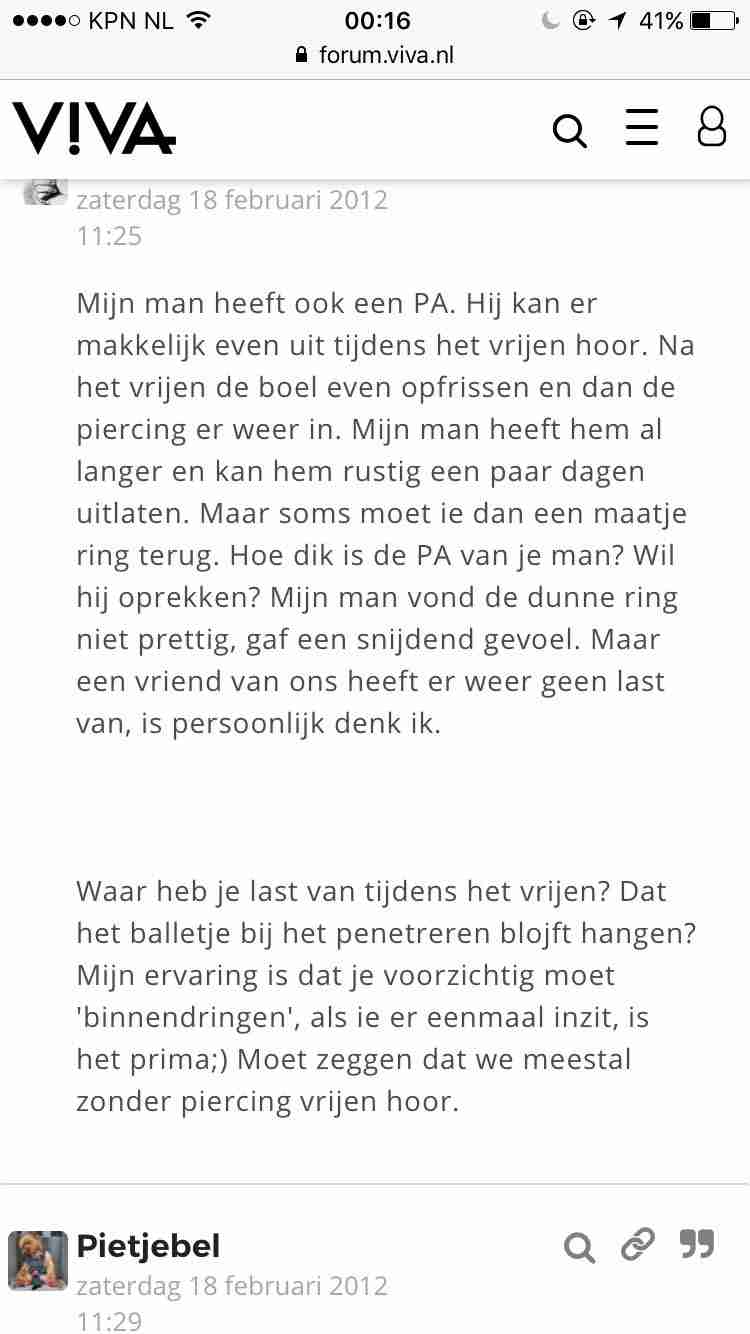 KPN NL 00:16 41%
forum.viva.nl
V!VA
zaterdag 18 februari 2012
11:25
Mijn man heeft ook een PA. Hij kan er
makkelijk even uit tijdens het vrijen hoor. Na
het vrijen de boel even opfrissen en dan de
piercing er weer in. Mijn man heeft hem al
langer en kan hem rustig een paar dagen
uitlaten. Maar soms moet ie dan een maatje
ring terug. Hoe dik is de PA van je man? Wil
hij oprekken? Mijn man vond de dunne ring
niet prettig, gaf een snijdend gevoel. Maar
een vriend van ons heeft er weer geen last
van, is persoonlijk denk ik.
Waar heb je last van tijdens het vrijen? Dat
het balletje bij het penetreren blojft hangen?
Mijn ervaring is dat je voorzichtig moet
'binnendringen', als ie er eenmaal inzit, is
het prima;) Moet zeggen dat we meestal
zonder piercing vrijen hoor.
Pietjebel
zaterdag 18 februari 2012
11:29